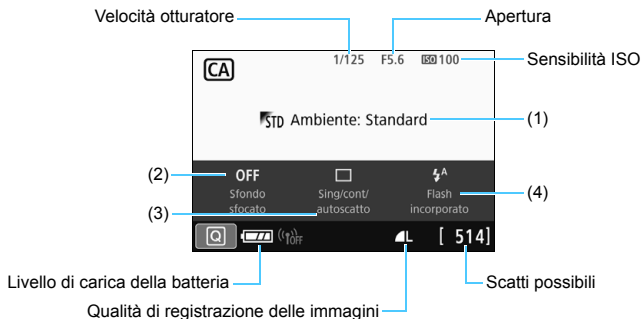 Velocità otturatore
Apertura
CA
1/125 F5.6 ISO 100
Sensibilità ISO
STD Ambiente: Standard
(1)
(2)
OFF
A
Sfondo sfocato
Sing/cont/ autoscatto
Flash incorporato
(3)
(4)
Q
OFF
L
[ 514]
Livello di carica della batteria
Scatti possibili
Qualità di registrazione delle immagini